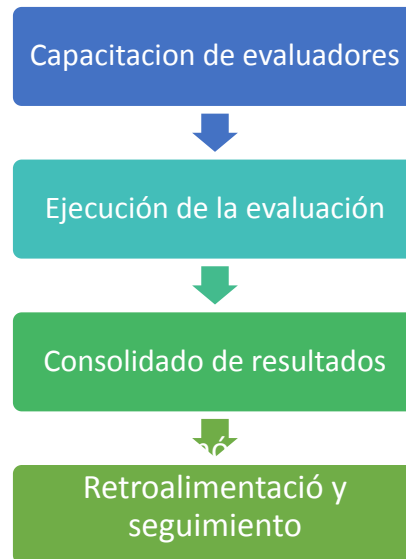 Capacitacion de evaluadores
Ejecución de la evaluación
Consolidado de resultados
Retroalimentació y
seguimiento